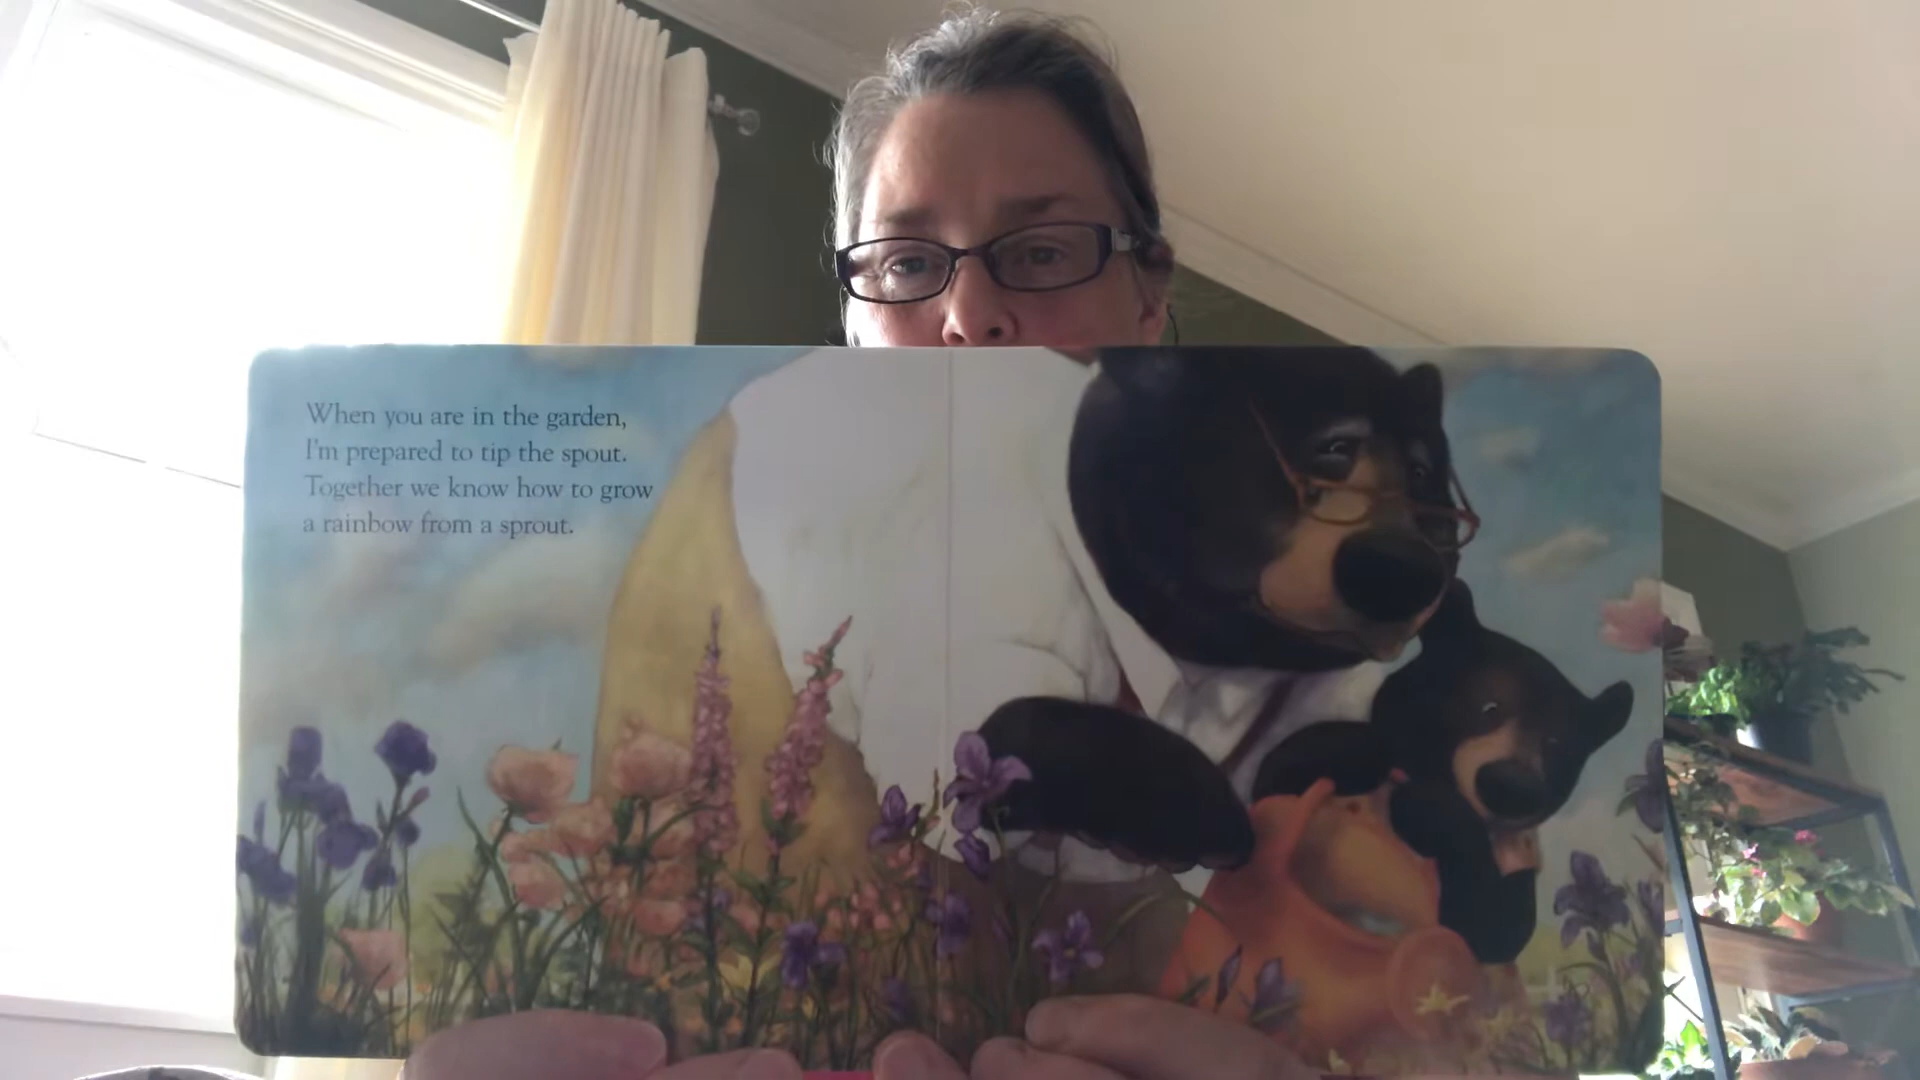 When you are in the garden,
I'm prepared to tip the spout.
Together we know how to grow
a rainbow from a sprout.